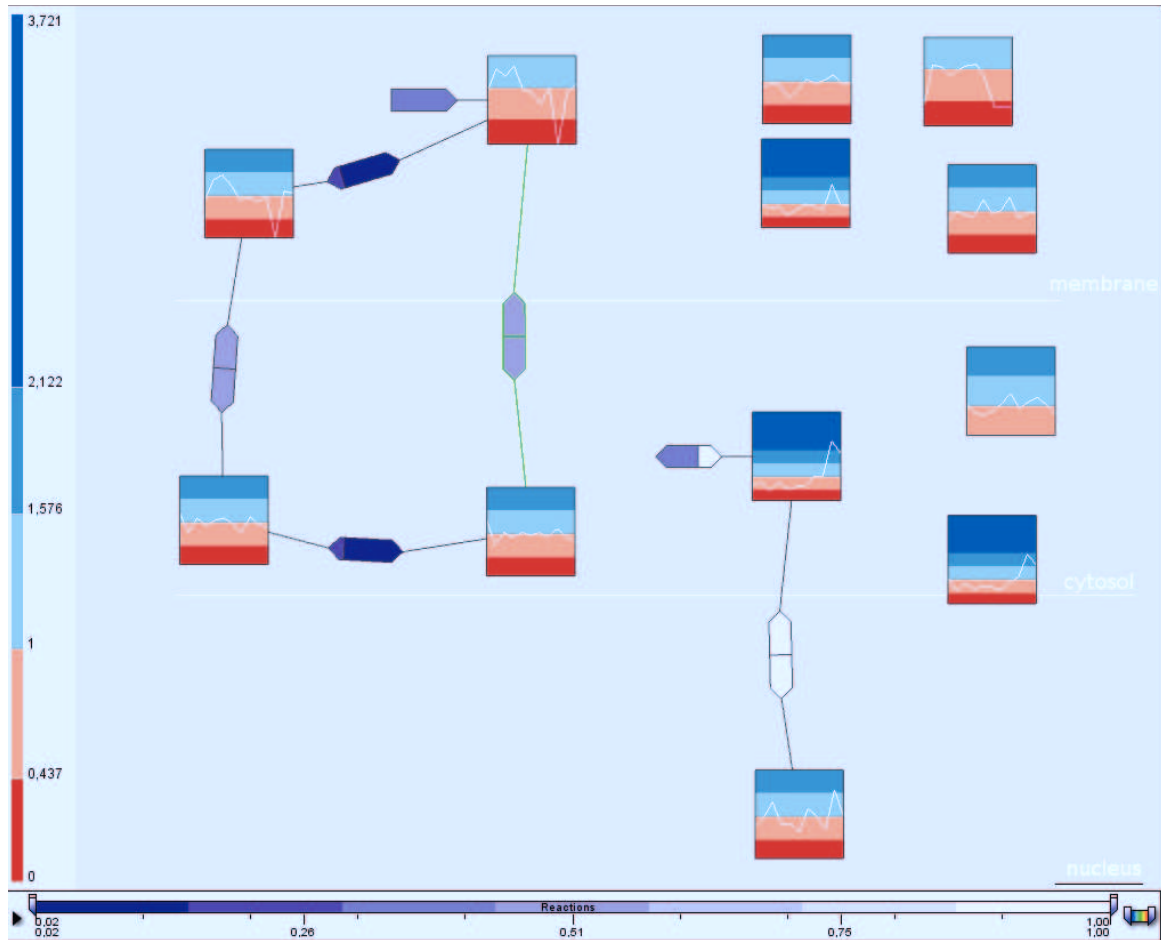 3,721
membrane
2,122
1,576
cytosol
1
0,437
nucleus
0
Reactions
0,02 1,00
0,02 0,26 0,51 0,75 1,00